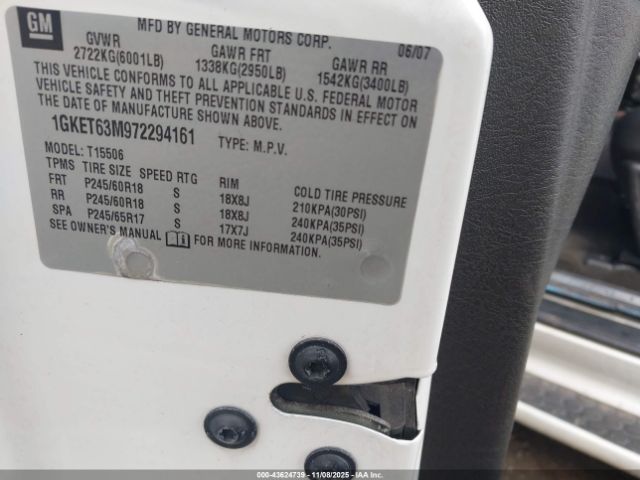 GM
MFD BY GENERAL MOTORS CORP. 06/07
GVWR GAWR FRT GAWR RR
2722KG(6001LB) 1338KG(2950LB) 1542KG(3400LB)
THIS VEHICLE CONFORMS TO ALL APPLICABLE U.S. FEDERAL MOTOR
VEHICLE SAFETY AND THEFT PREVENTION STANDARDS IN EFFECT ON
THE DATE OF MANUFACTURE SHOWN ABOVE.
1GKET63M972294161 TYPE: M.P.V.
MODEL: T15506
TPMS TIRE SIZE SPEED RTG RIM COLD TIRE PRESSURE
FRT P245/60R18 S 18X8J 210KPA(30PSI)
RR P245/60R18 S 18X8J 240KPA(35PSI)
SPA P245/65R17 S 17X7J 240KPA(35PSI)
SEE OWNER'S MANUAL FOR MORE INFORMATION.
000-43624739 | 11/08/2025 - Copart - IAAI